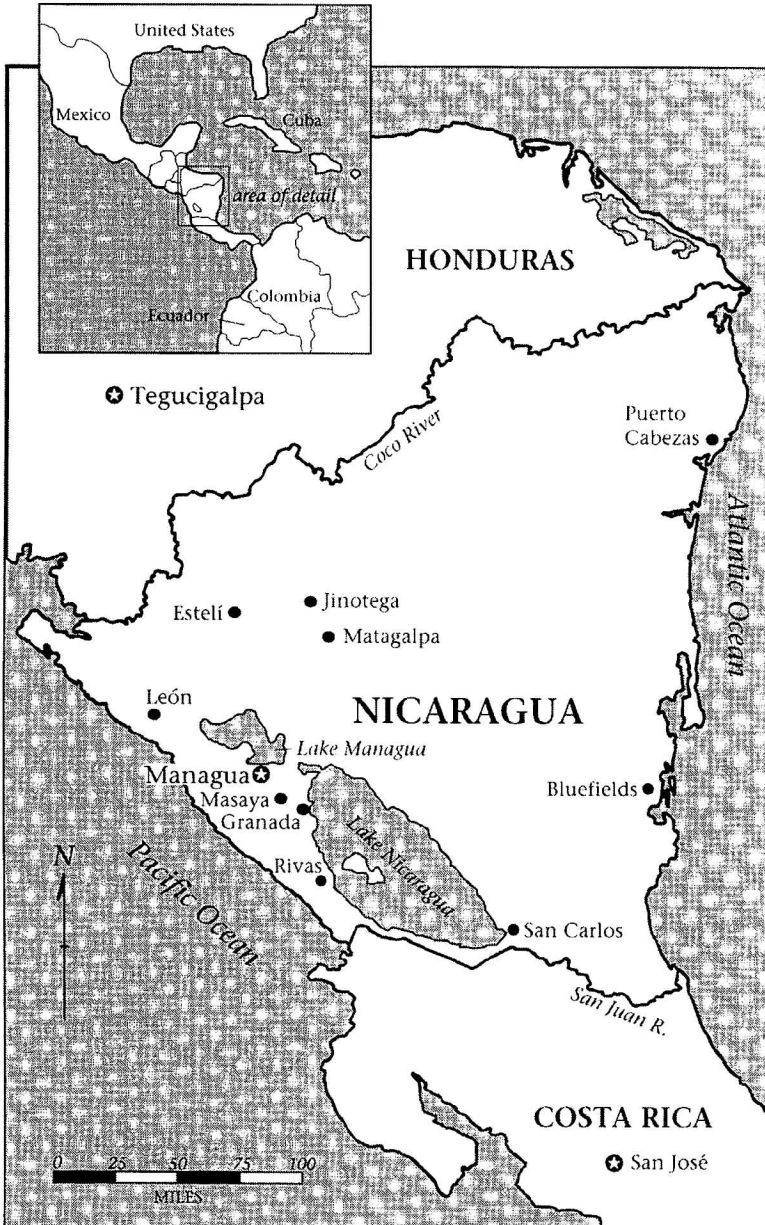 United States
Mexico
Cuba
area of detail
Colombia
Ecuador
HONDURAS
Tegucigalpa
Coco River
Puerto
Cabezas
Atlantic Ocean
Estelí
Jinotega
Matagalpa
León
NICARAGUA
Lake Managua
Managua
Masaya
Granada
Bluefields
Lake Nicaragua
Rivas
N
Pacific Ocean
San Carlos
San Juan R.
COSTA RICA
San José
0 25 50 75 100
MILES